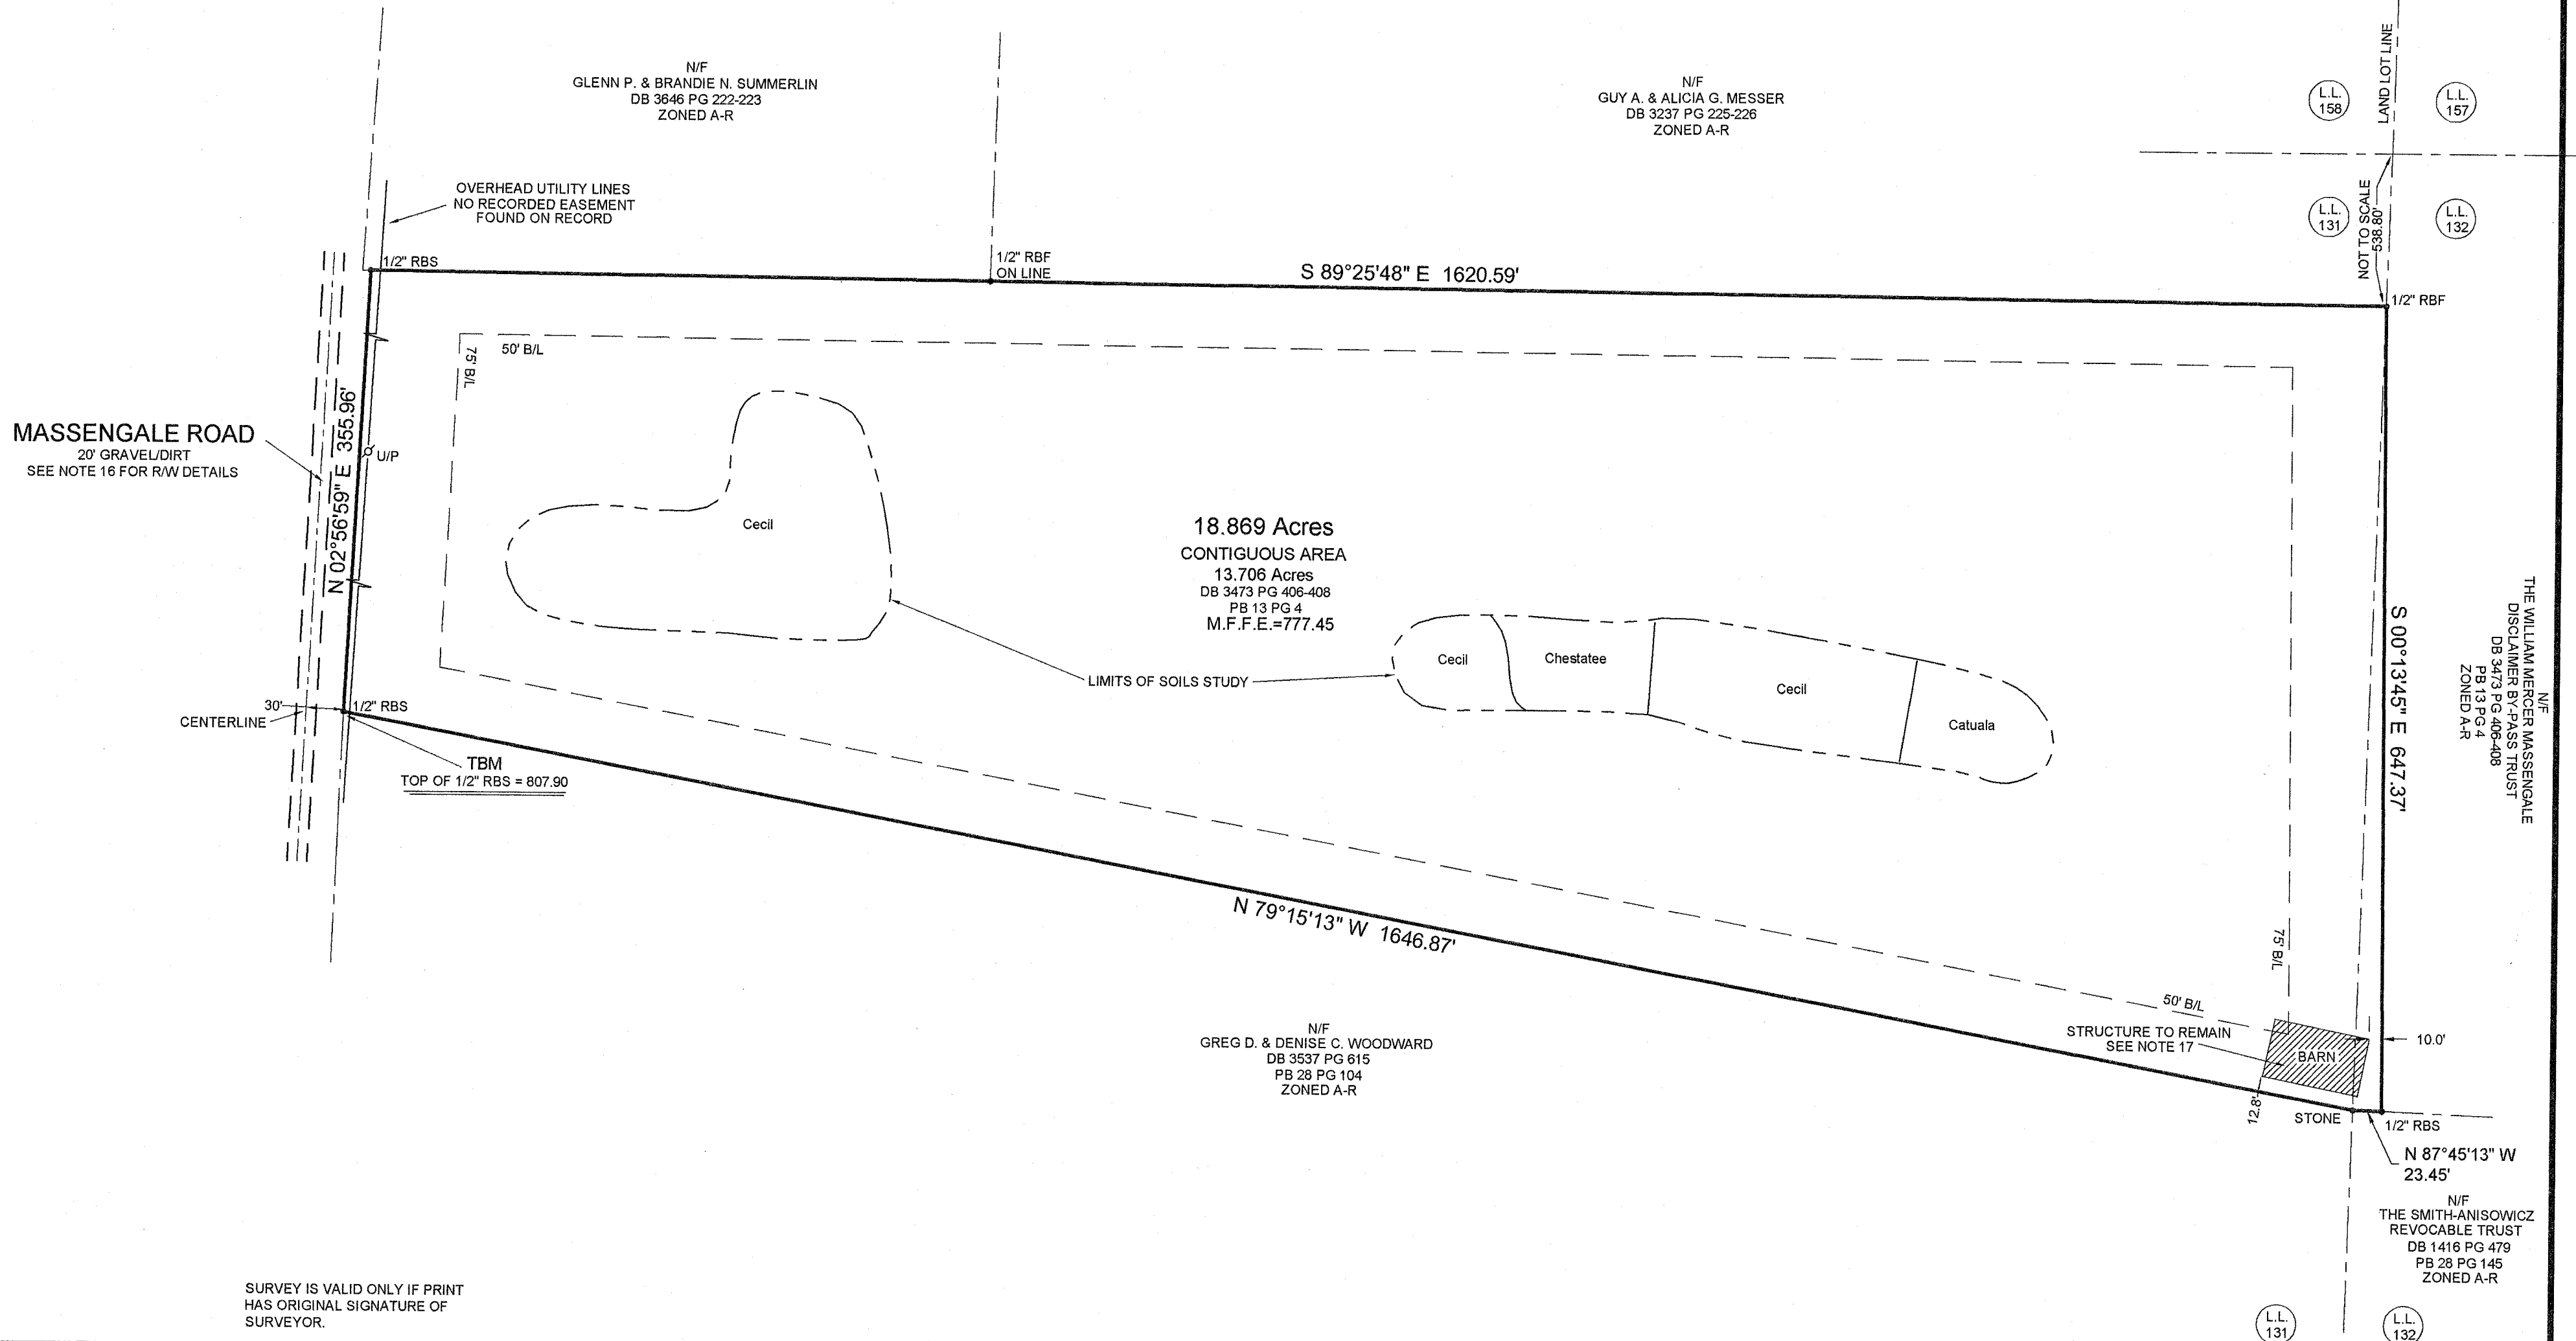 N/F
GLENN P. & BRANDIE N. SUMMERLIN
DB 3646 PG 222-223
ZONED A-R
N/F
GUY A. & ALICIA G. MESSER
DB 3237 PG 225-226
ZONED A-R
L.L.
158
LAND LOT LINE
L.L.
157
OVERHEAD UTILITY LINES
NO RECORDED EASEMENT
FOUND ON RECORD
L.L.
131
NOT TO SCALE
538.80'
L.L.
132
1/2" RBS
1/2" RBF
ON LINE
S 89°25'48" E 1620.59'
1/2" RBF
75' B/L
50' B/L
MASSENGALE ROAD
20' GRAVEL/DIRT
SEE NOTE 16 FOR R/W DETAILS
N 02°56'59" E 355.96'
U/P
Cecil
18.869 Acres
CONTIGUOUS AREA
13.706 Acres
DB 3473 PG 406-408
PB 13 PG 4
M.F.F.E.=777.45
LIMITS OF SOILS STUDY
Cecil
Chestatee
Cecil
Catuala
S 00°13'45" E 647.37'
N/F
THE WILLIAM MERCER MASSENGALE
DISCLAIMER BY-PASS TRUST
DB 3473 PG 406-408
PB 13 PG 4
ZONED A-R
30'
CENTERLINE
1/2" RBS
TBM
TOP OF 1/2" RBS = 807.90
N 79°15'13" W 1646.87'
75' B/L
50' B/L
STRUCTURE TO REMAIN
SEE NOTE 17
BARN
10.0'
12.8'
STONE
1/2" RBS
N 87°45'13" W
23.45'
N/F
GREG D. & DENISE C. WOODWARD
DB 3537 PG 615
PB 28 PG 104
ZONED A-R
N/F
THE SMITH-ANISOWICZ
REVOCABLE TRUST
DB 1416 PG 479
PB 28 PG 145
ZONED A-R
SURVEY IS VALID ONLY IF PRINT
HAS ORIGINAL SIGNATURE OF
SURVEYOR.
L.L.
131
L.L.
132